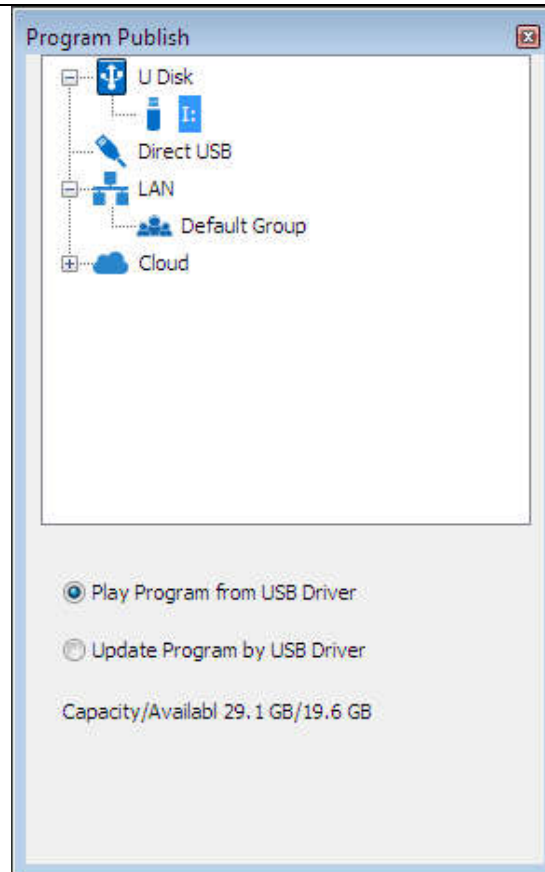 Program Publish
U Disk
I:
Direct USB
LAN
Default Group
Cloud
Play Program from USB Driver
Update Program by USB Driver
Capacity/Availabl 29.1 GB/19.6 GB